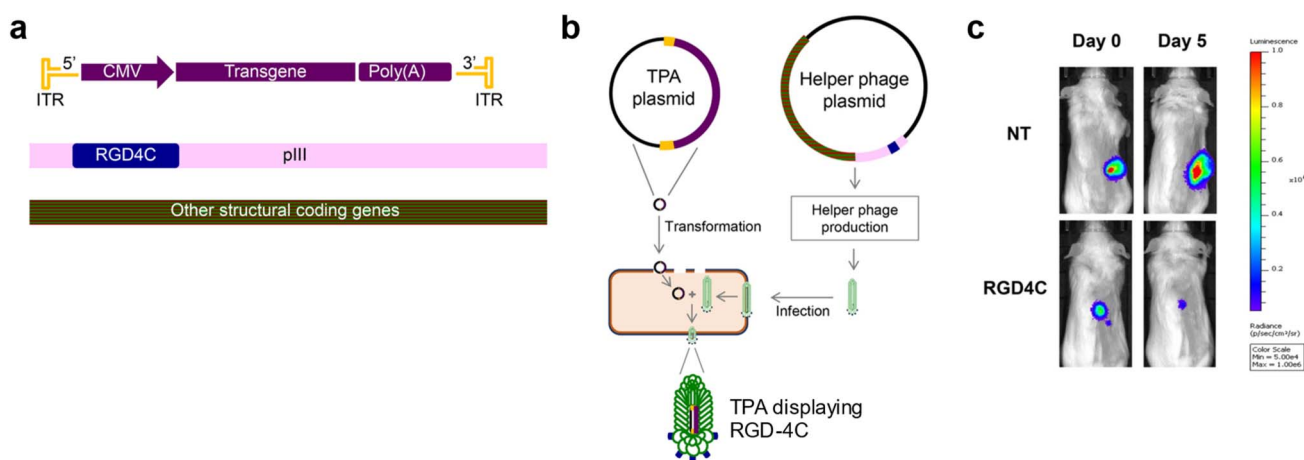 a
5'
CMV
Transgene
Poly(A)
3'
ITR
ITR
RGD4C
pIII
Other structural coding genes
b
TPA
plasmid
Helper phage
plasmid
Transformation
Helper phage
production
+
Infection
TPA displaying
RGD-4C
c
Day 0
Day 5
NT
RGD4C
Luminescence
1.0
0.8
0.6
0.4
0.2
Radiance
(p/sec/cm²/sr)
Color Scale
Min = 5.00e4
Max = 1.00e6